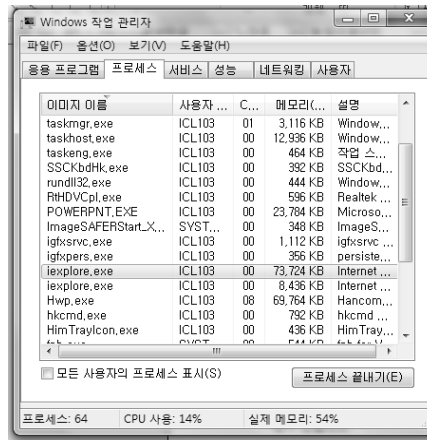 Windows 작업 관리자
파일(F) 옵션(O) 보기(V) 도움말(H)
응용 프로그램 프로세스 서비스 성능 네트워킹 사용자
이미지 이름 사용자 ... C... 메모리(... 설명
taskmgr.exe ICL103 01 3,116 KB Window...
taskhost.exe ICL103 00 12,936 KB Window...
taskeng.exe ICL103 00 464 KB 작업 스...
SSCKbdHk.exe ICL103 00 392 KB SSCKbd...
rundll32.exe ICL103 00 444 KB Window...
RtHDVCpl.exe ICL103 00 596 KB Realtek ...
POWERPNT.EXE ICL103 00 23,784 KB Microso...
ImageSAFERStart_X... SYST... 00 348 KB ImageS...
igfxsrvc.exe ICL103 00 1,112 KB igfxsrvc ...
igfxpers.exe ICL103 00 356 KB persiste...
iexplore.exe ICL103 00 73,724 KB Internet ...
iexplore.exe ICL103 00 8,436 KB Internet ...
Hwp.exe ICL103 08 69,764 KB Hancom...
hkcmd.exe ICL103 00 792 KB hkcmd ...
HimTrayIcon.exe ICL103 00 436 KB HimTray...
모든 사용자의 프로세스 표시(S) 프로세스 끝내기(E)
프로세스: 64 CPU 사용: 14% 실제 메모리: 54%